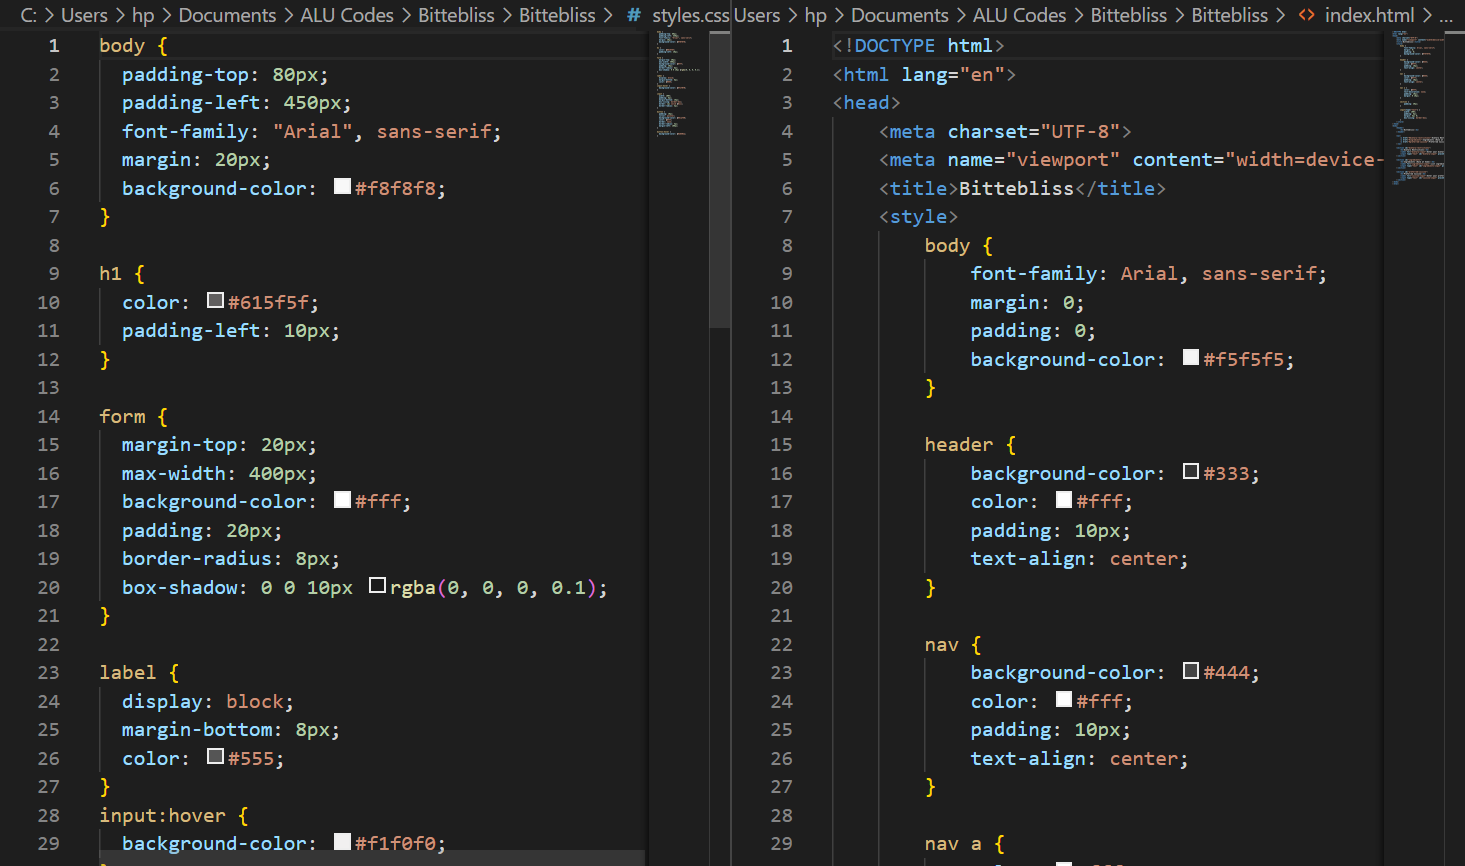 C: > Users > hp > Documents > ALU Codes > Bittebliss > Bittebliss > # styles.css
1 body {
2 padding-top: 80px;
3 padding-left: 450px;
4 font-family: "Arial", sans-serif;
5 margin: 20px;
6 background-color: #f8f8f8;
7 }
8
9 h1 {
10 color: #615f5f;
11 padding-left: 10px;
12 }
13
14 form {
15 margin-top: 20px;
16 max-width: 400px;
17 background-color: #fff;
18 padding: 20px;
19 border-radius: 8px;
20 box-shadow: 0 0 10px rgba(0, 0, 0, 0.1);
21 }
22
23 label {
24 display: block;
25 margin-bottom: 8px;
26 color: #555;
27 }
28 input:hover {
29 background-color: #f1f0f0;
Users > hp > Documents > ALU Codes > Bittebliss > Bittebliss > <> index.html > ...
1 <!DOCTYPE html>
2 <html lang="en">
3 <head>
4 <meta charset="UTF-8">
5 <meta name="viewport" content="width=device-
6 <title>Bittebliss</title>
7 <style>
8 body {
9 font-family: Arial, sans-serif;
10 margin: 0;
11 padding: 0;
12 background-color: #f5f5f5;
13 }
14
15 header {
16 background-color: #333;
17 color: #fff;
18 padding: 10px;
19 text-align: center;
20 }
21
22 nav {
23 background-color: #444;
24 color: #fff;
25 padding: 10px;
26 text-align: center;
27 }
28
29 nav a {